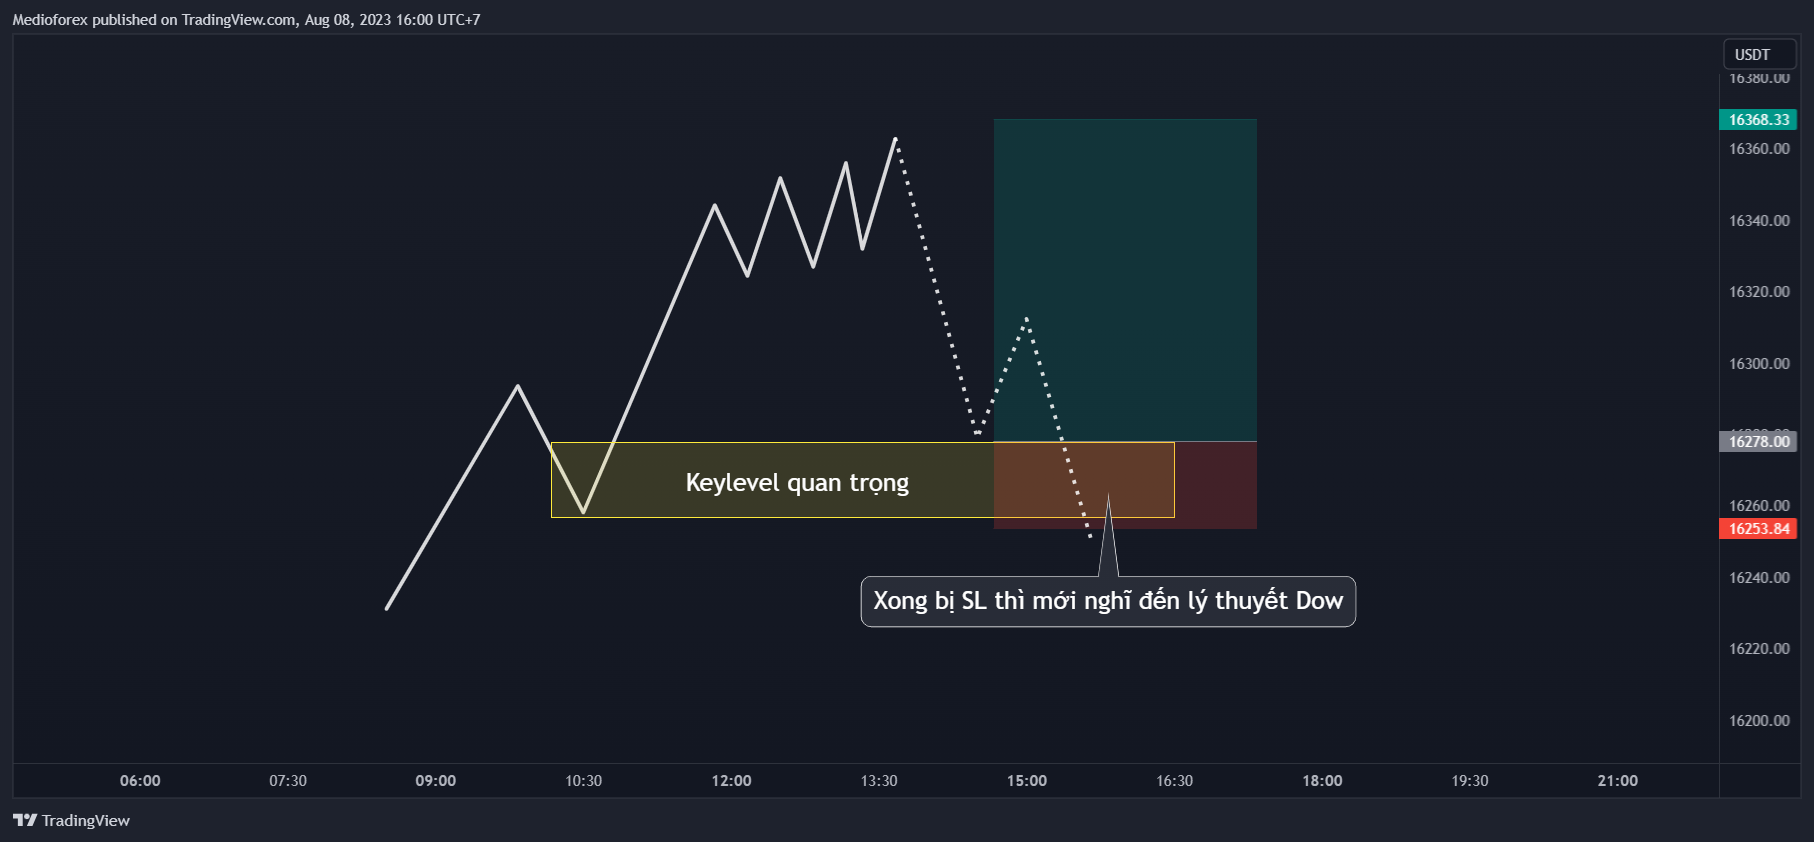 Medioforex published on TradingView.com, Aug 08, 2023 16:00 UTC+7
USDT
16380.00
16368.33
16360.00
16340.00
16320.00
16300.00
16278.00
16260.00
16253.84
16240.00
16220.00
16200.00
Keylevel quan trọng
Xong bị SL thì mới nghĩ đến lý thuyết Dow
06:00 07:30 09:00 10:30 12:00 13:30 15:00 16:30 18:00 19:30 21:00
TradingView